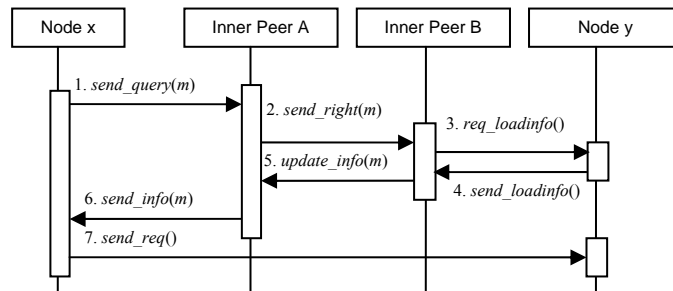 Node x
Inner Peer A
Inner Peer B
Node y
1. send_query(m)
2. send_right(m)
3. req_loadinfo()
5. update_info(m)
4. send_loadinfo()
6. send_info(m)
7. send_req()